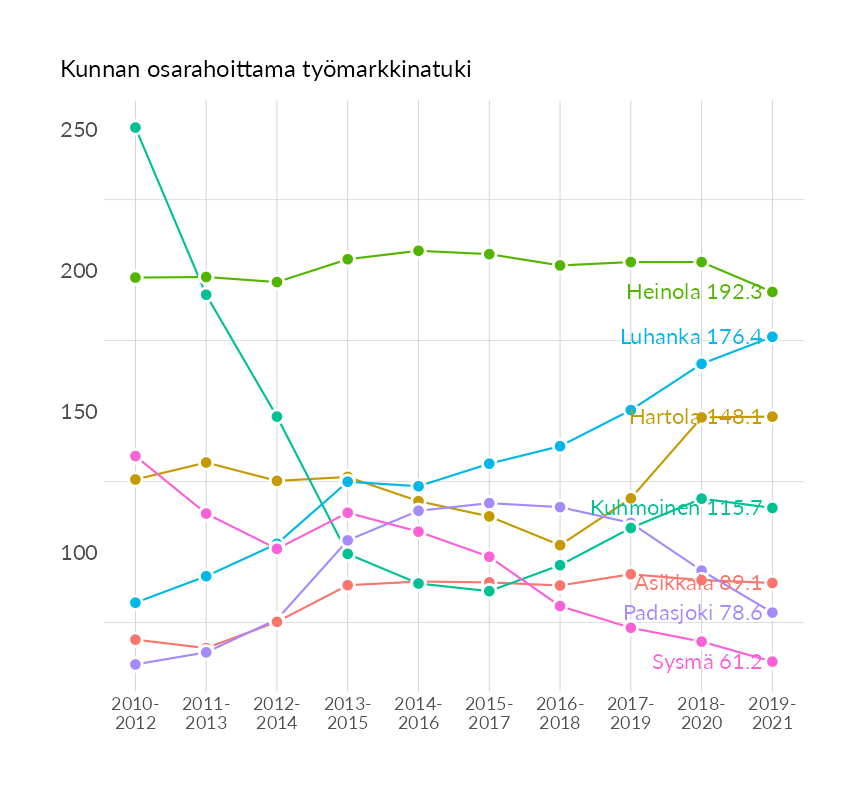 Kunnan osarahoittama työmarkkinatuki
250
200
Heinola 192.3
Luhanka 176.4
150
Hartola 148.1
Kuhmoinen 115.7
100
Asikkala 89.1
Padasjoki 78.6
Sysmä 61.2
2010- 2011- 2012- 2013- 2014- 2015- 2016- 2017- 2018- 2019-
2012 2013 2014 2015 2016 2017 2018 2019 2020 2021